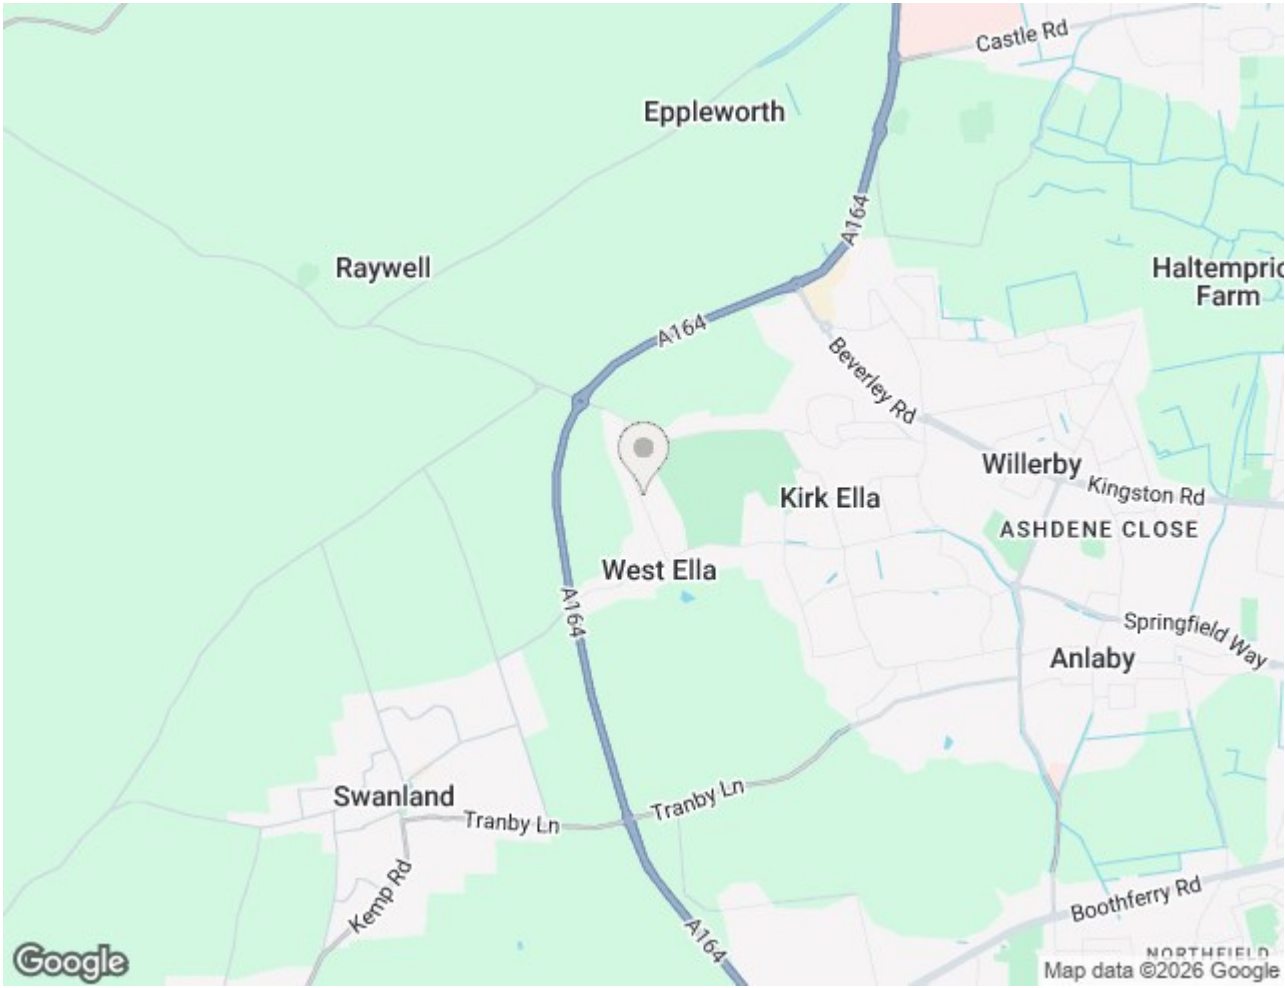 Castle Rd
Eppleworth
A164
Raywell
Haltempric
Farm
A164
Beverley Rd
Willerby
Kingston Rd
Kirk Ella
ASHDENE CLOSE
West Ella
A164
Springfield Way
Anlaby
Swanland
Tranby Ln
Tranby Ln
Kemp Rd
Boothferry Rd
A164
NORTHFIELD
Google
Map data ©2026 Google